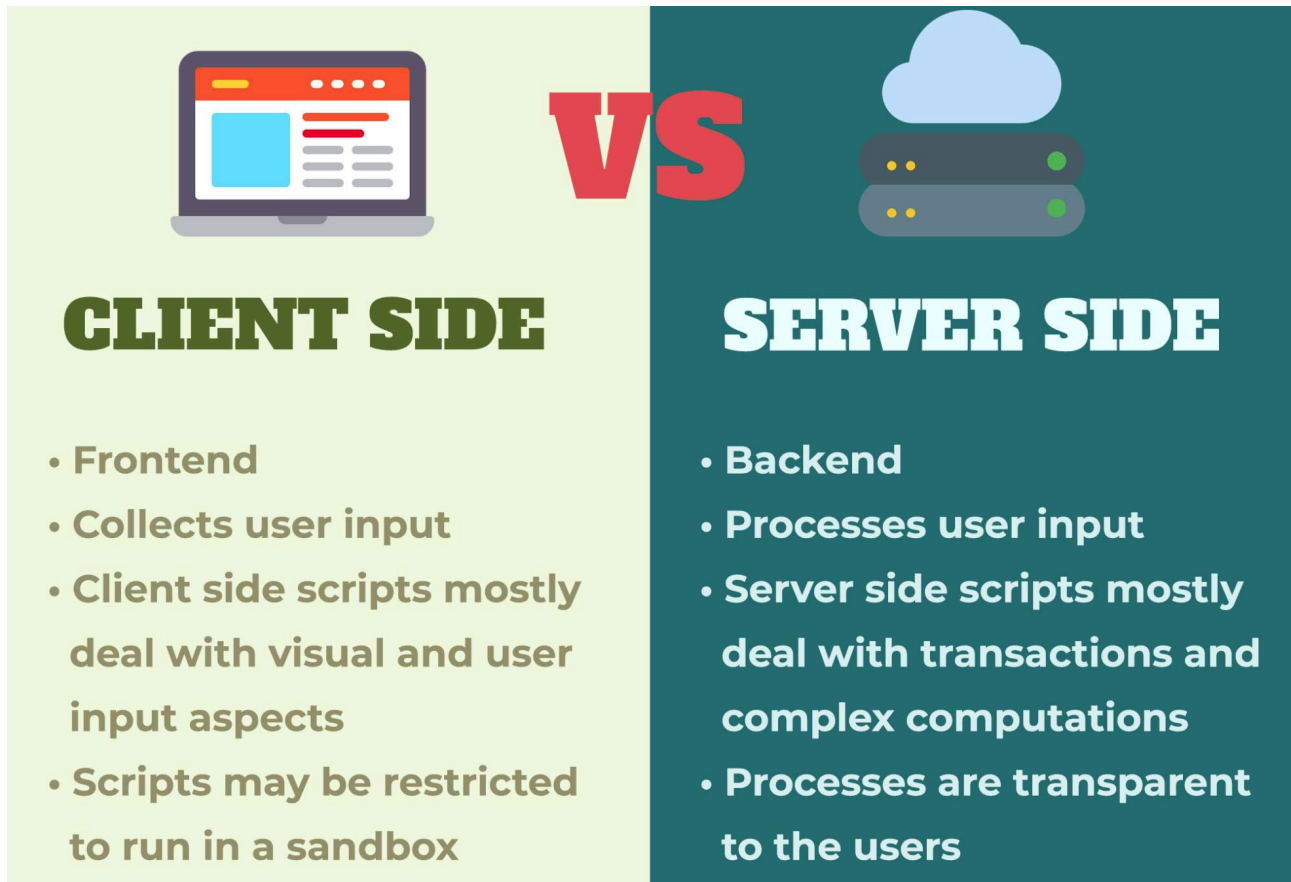 VS
CLIENT SIDE
• Frontend
• Collects user input
• Client side scripts mostly
deal with visual and user
input aspects
• Scripts may be restricted
to run in a sandbox
SERVER SIDE
• Backend
• Processes user input
• Server side scripts mostly
deal with transactions and
complex computations
• Processes are transparent
to the users